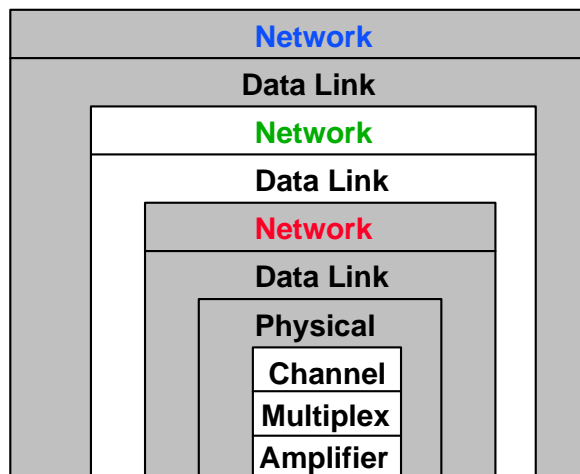 Network
Data Link
Network
Data Link
Network
Data Link
Physical
Channel
Multiplex
Amplifier